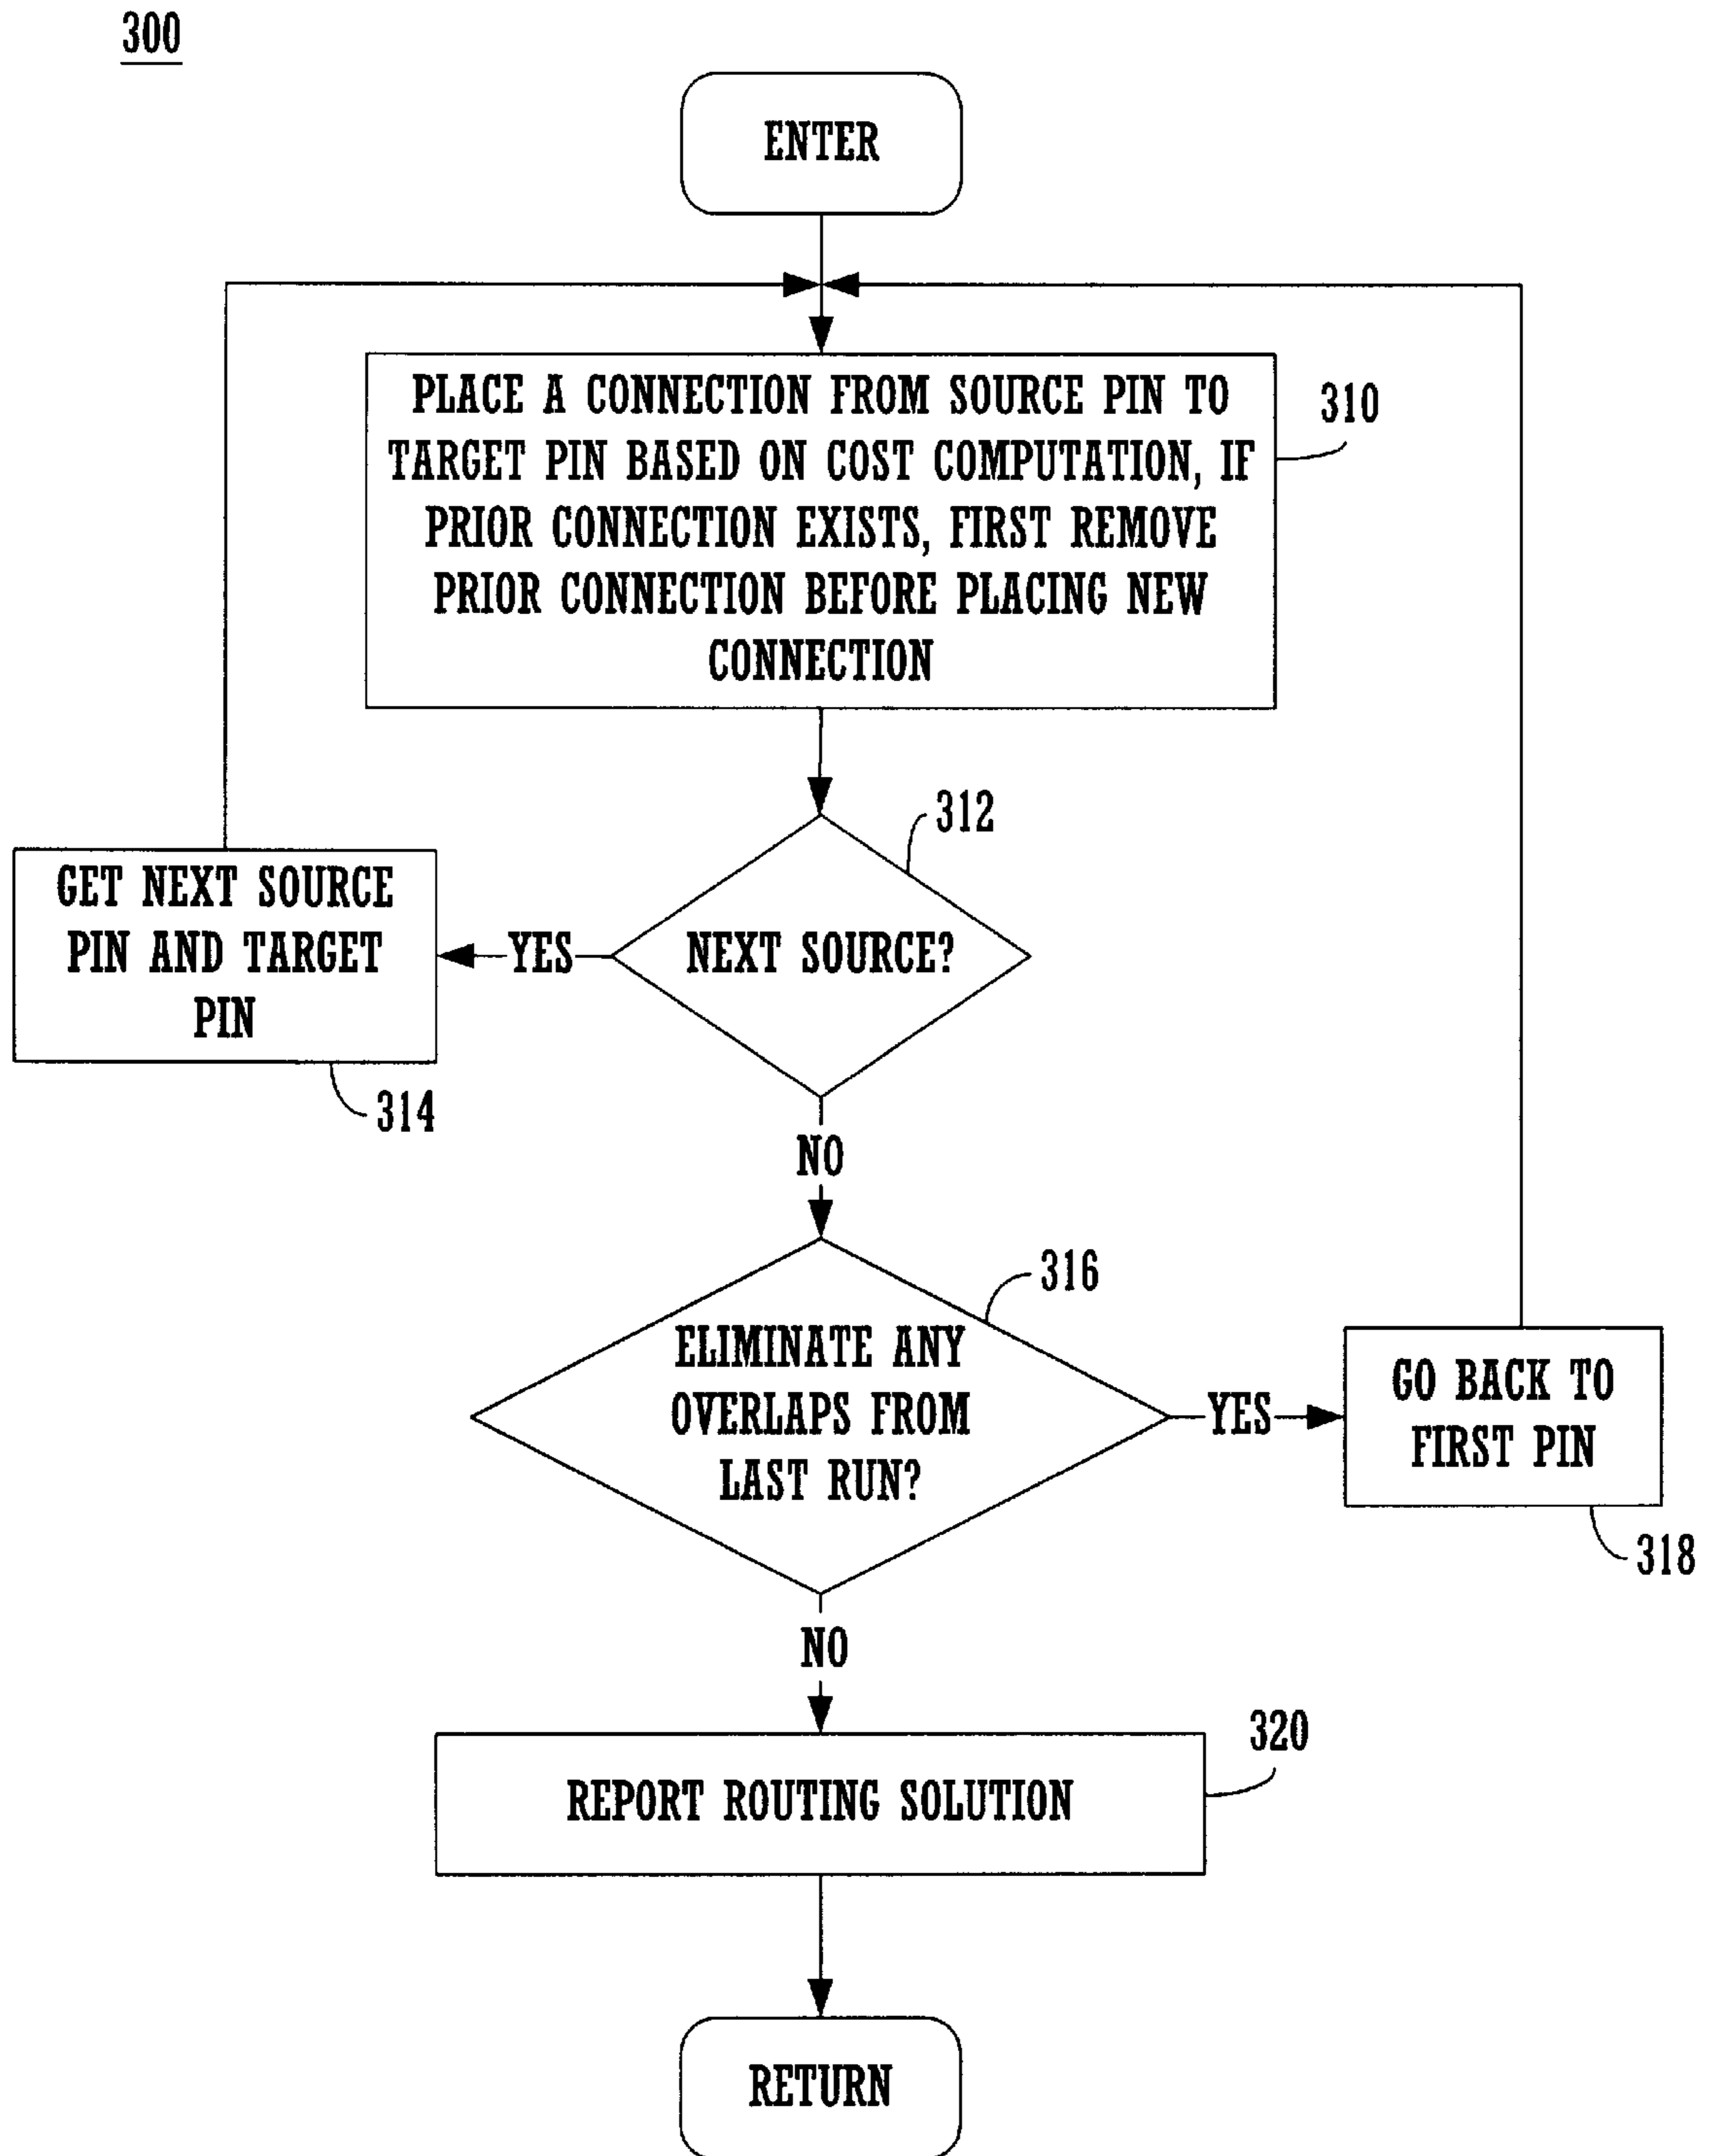 300
ENTER
PLACE A CONNECTION FROM SOURCE PIN TO
TARGET PIN BASED ON COST COMPUTATION, IF
PRIOR CONNECTION EXISTS, FIRST REMOVE
PRIOR CONNECTION BEFORE PLACING NEW
CONNECTION
310
312
GET NEXT SOURCE
PIN AND TARGET
PIN
YES
NEXT SOURCE?
314
NO
316
ELIMINATE ANY
OVERLAPS FROM
LAST RUN?
YES
GO BACK TO
FIRST PIN
318
NO
320
REPORT ROUTING SOLUTION
RETURN